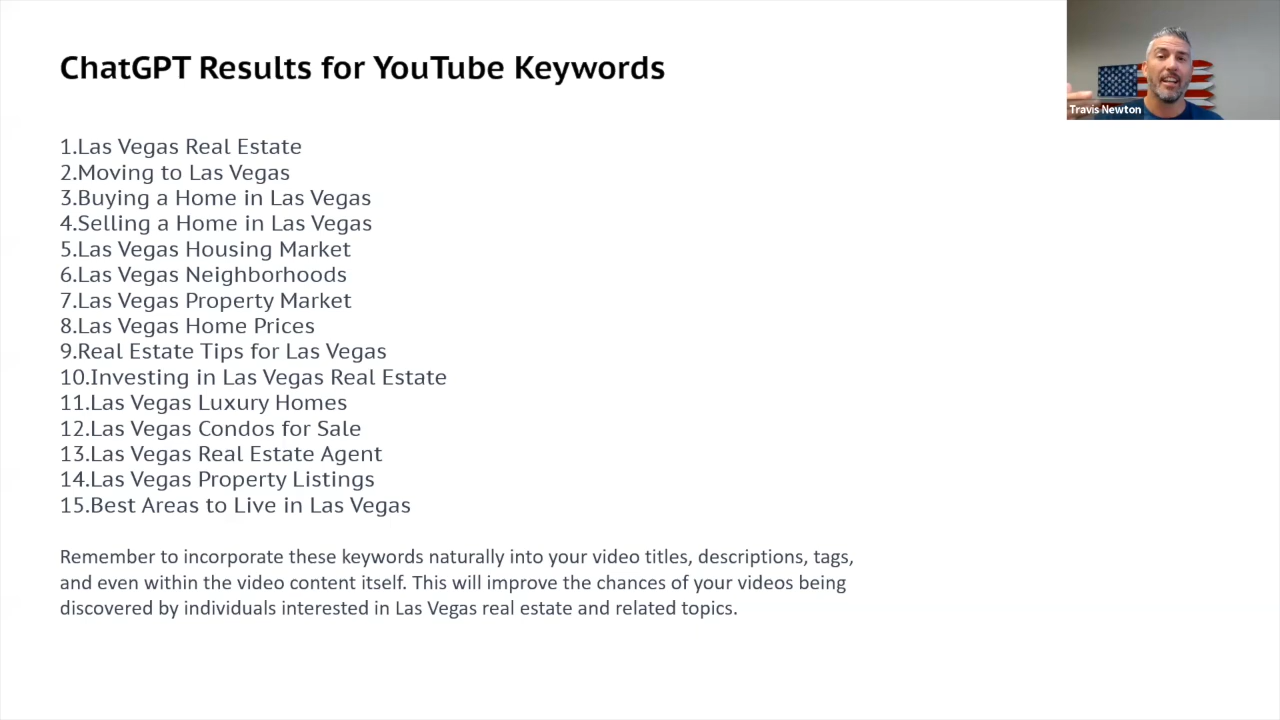 ChatGPT Results for YouTube Keywords
Travis Newton
1.Las Vegas Real Estate
2.Moving to Las Vegas
3.Buying a Home in Las Vegas
4.Selling a Home in Las Vegas
5.Las Vegas Housing Market
6.Las Vegas Neighborhoods
7.Las Vegas Property Market
8.Las Vegas Home Prices
9.Real Estate Tips for Las Vegas
10.Investing in Las Vegas Real Estate
11.Las Vegas Luxury Homes
12.Las Vegas Condos for Sale
13.Las Vegas Real Estate Agent
14.Las Vegas Property Listings
15.Best Areas to Live in Las Vegas
Remember to incorporate these keywords naturally into your video titles, descriptions, tags,
and even within the video content itself. This will improve the chances of your videos being
discovered by individuals interested in Las Vegas real estate and related topics.